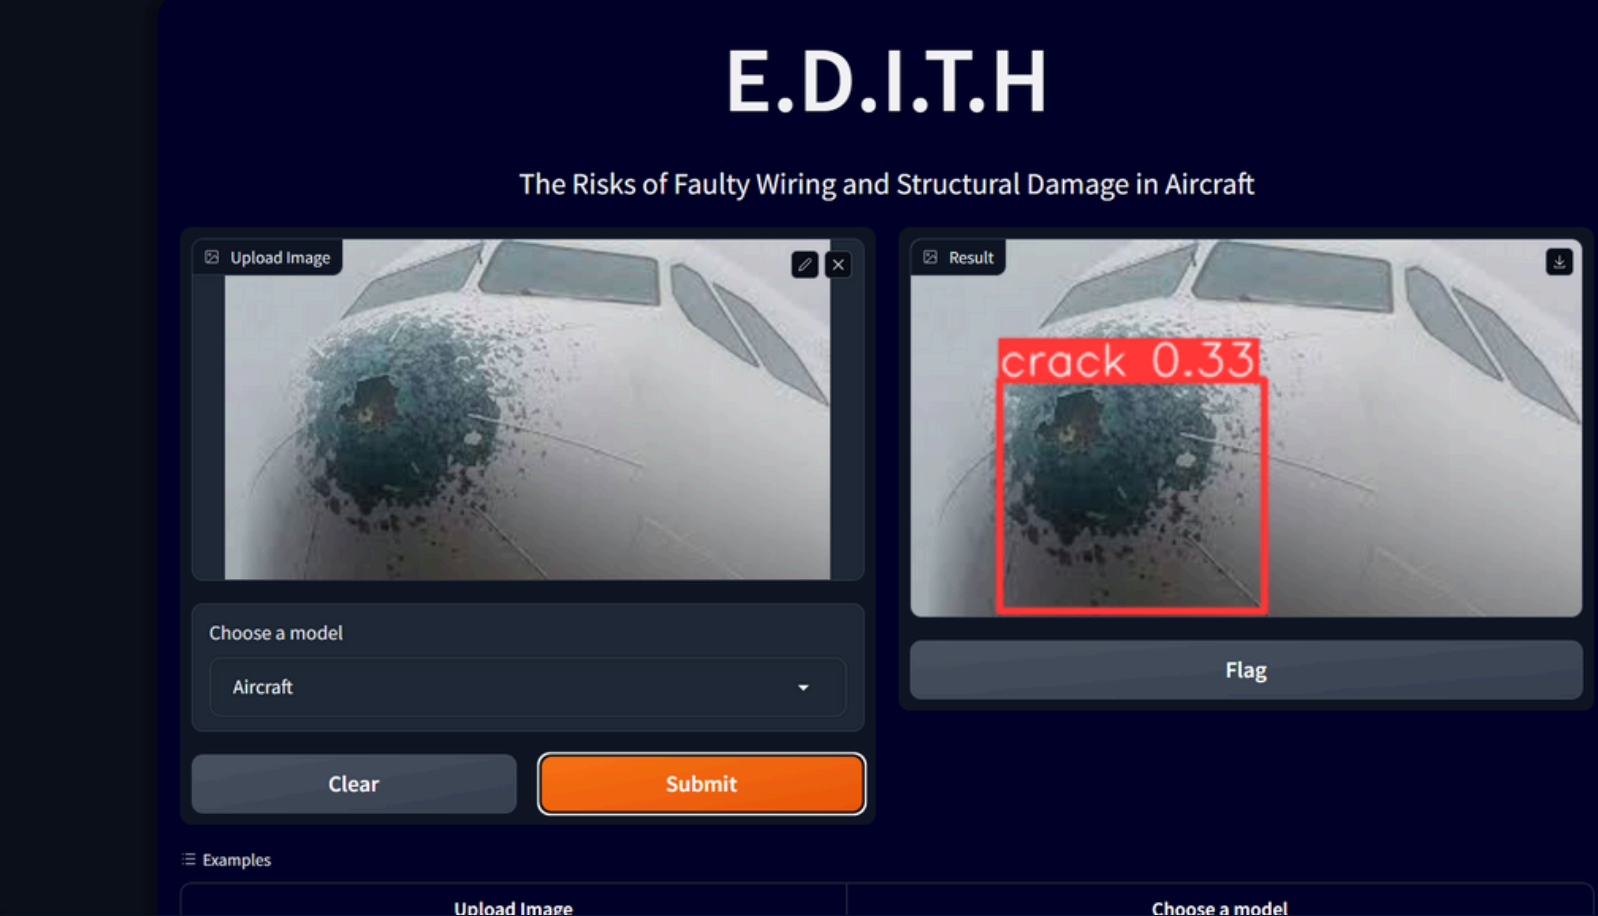 E.D.I.T.H
The Risks of Faulty Wiring and Structural Damage in Aircraft
Upload Image
Result
crack 0.33
Choose a model
Aircraft
Flag
Clear
Submit
Examples
Upload Image
Choose a model